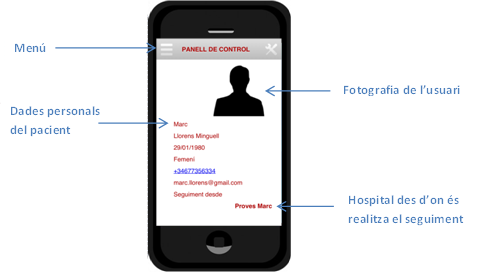 Menú
PANELL DE CONTROL
Fotografia de l'usuari
Dades personals
del pacient
Marc
Llorens Minguell
29/01/1980
Femení
+34677356334
marc.llorens@gmail.com
Seguiment desde
Proves Marc
Hospital des d'on és
realitza el seguiment